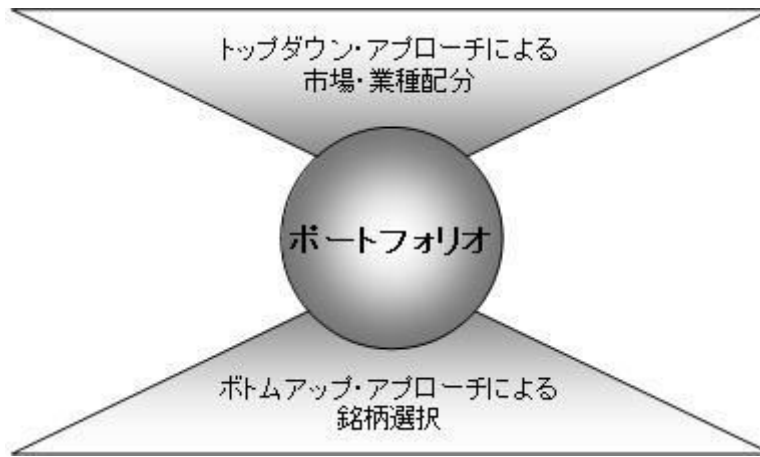 トップダウン・アプローチによる
市場・業種配分
ポートフォリオ
ボトムアップ・アプローチによる
銘柄選択